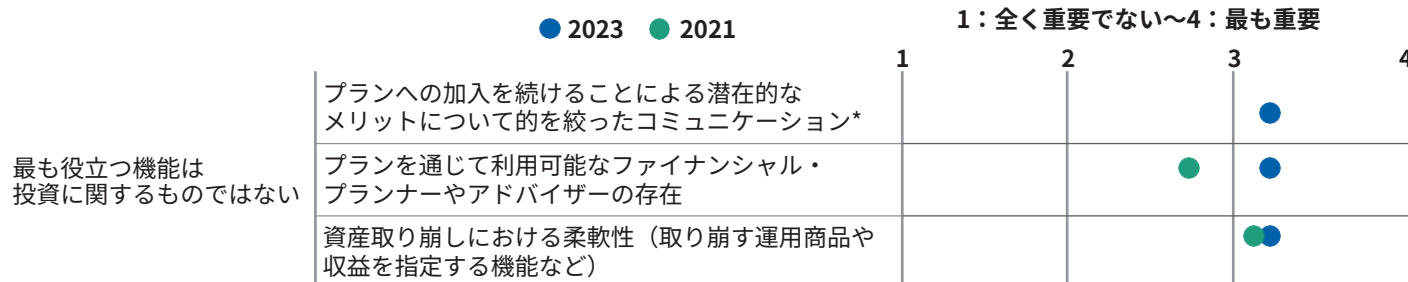 2023 2021
1：全く重要でない～4：最も重要
1 2 3 4
最も役立つ機能は
投資に関するものではない
プランへの加入を続けることによる潜在的な
メリットについて的を絞ったコミュニケーション*
プランを通じて利用可能なファイナンシャル・
プランナーやアドバイザーの存在
資産取り崩しにおける柔軟性（取り崩す運用商品や
収益を指定する機能など）